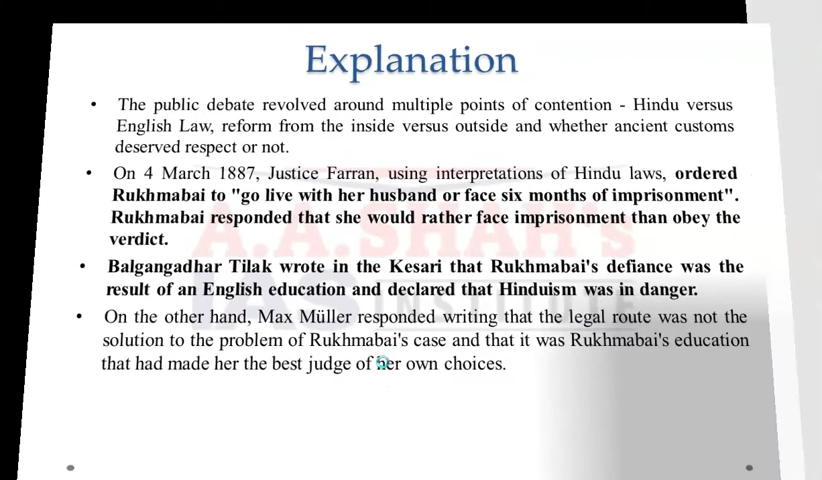 Explanation
• The public debate revolved around multiple points of contention - Hindu versus
English Law, reform from the inside versus outside and whether ancient customs
deserved respect or not.
• On 4 March 1887, Justice Farran, using interpretations of Hindu laws, ordered
Rukhmabai to "go live with her husband or face six months of imprisonment".
Rukhmabai responded that she would rather face imprisonment than obey the
verdict.
• Balgangadhar Tilak wrote in the Kesari that Rukhmabai's defiance was the
result of an English education and declared that Hinduism was in danger.
• On the other hand, Max Müller responded writing that the legal route was not the
solution to the problem of Rukhmabai's case and that it was Rukhmabai's education
that had made her the best judge of her own choices.
A.A.SHAH's
IAS INSTITUTE